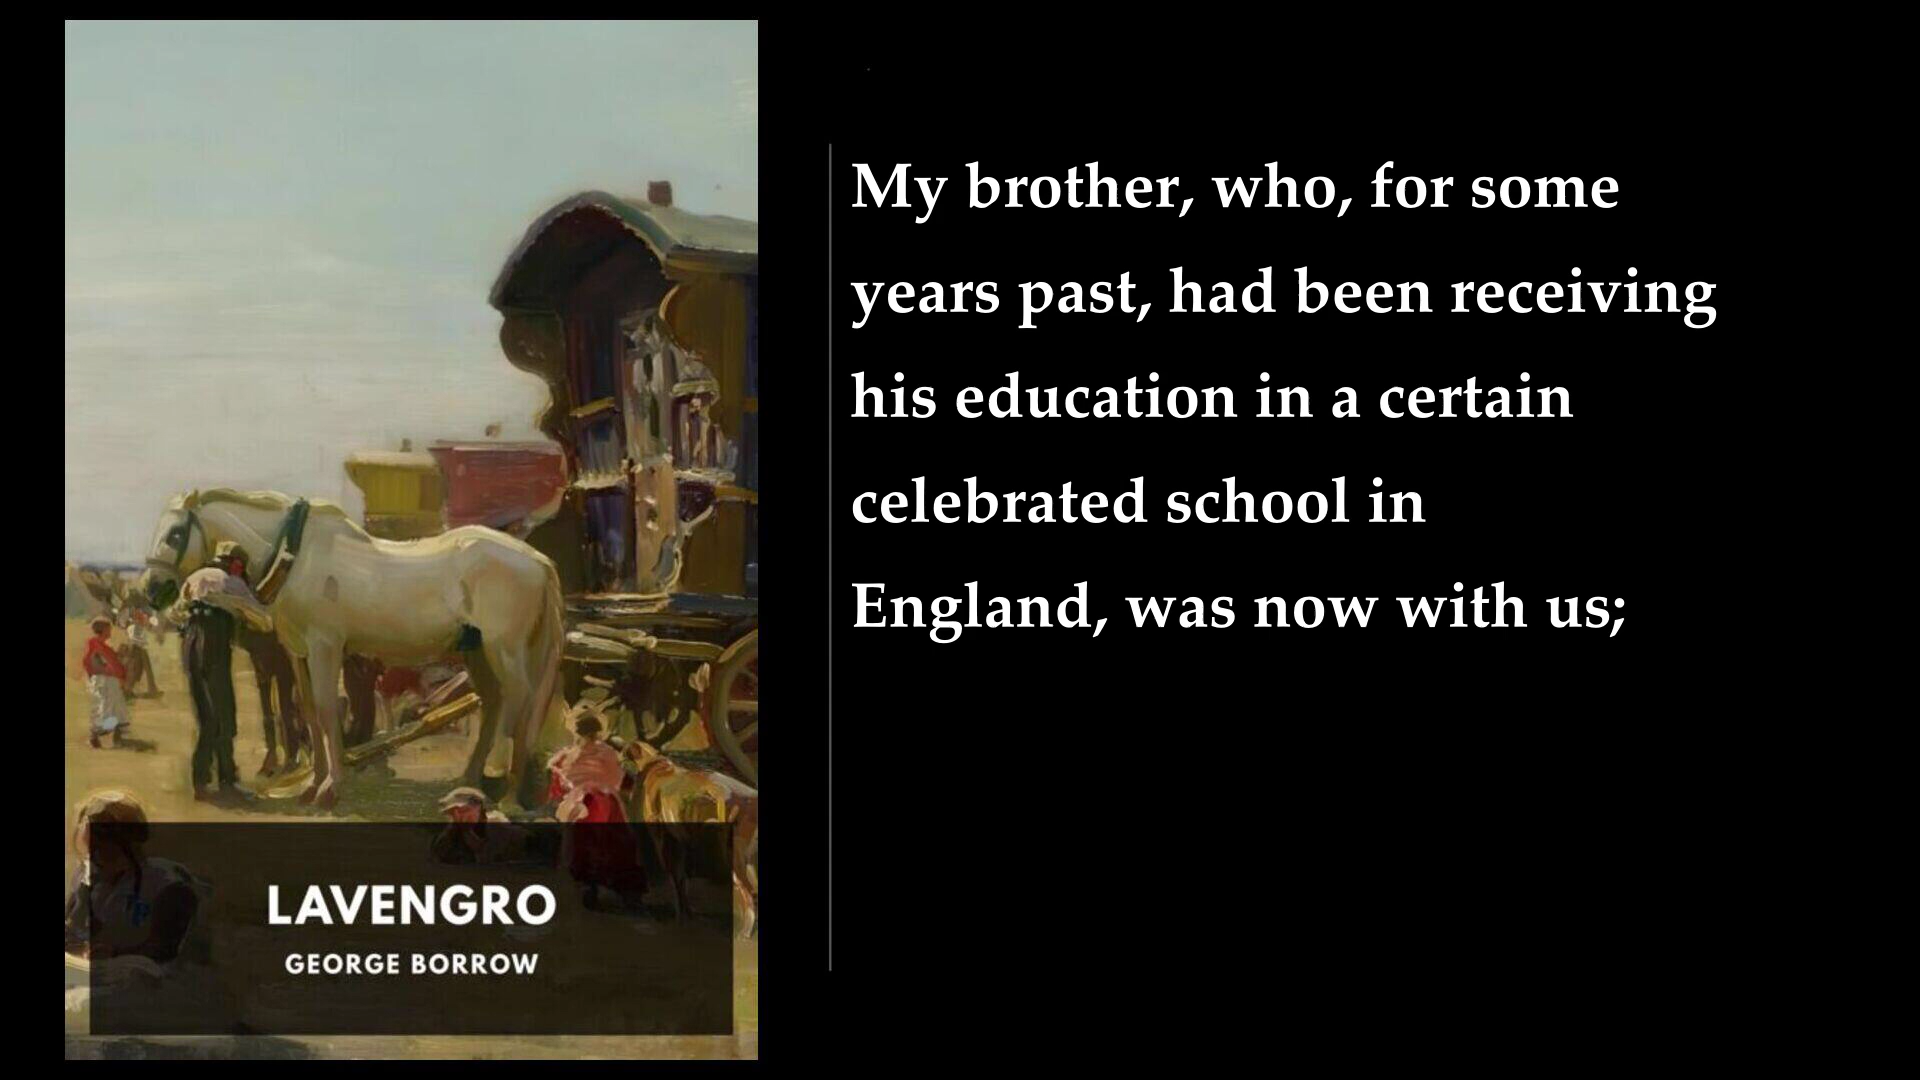 My brother, who, for some
years past, had been receiving
his education in a certain
celebrated school in
England, was now with us;
LAVENGRO
GEORGE BORROW